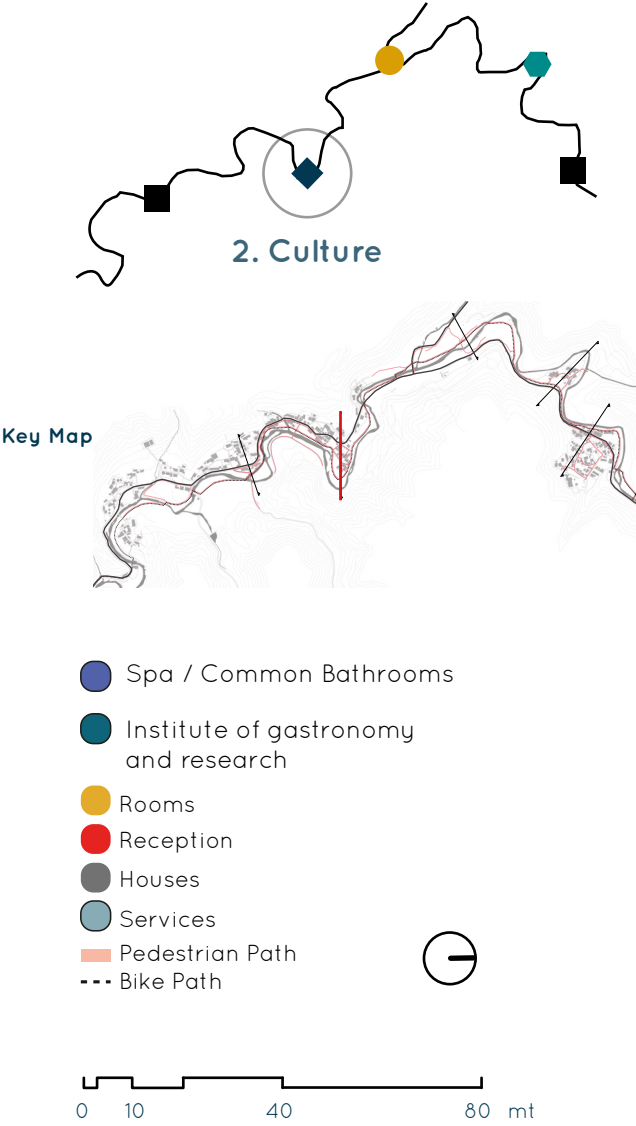 2. Culture
Key Map
Spa / Common Bathrooms
Institute of gastronomy
and research
Rooms
Reception
Houses
Services
Pedestrian Path
Bike Path
0 10 40 80 mt